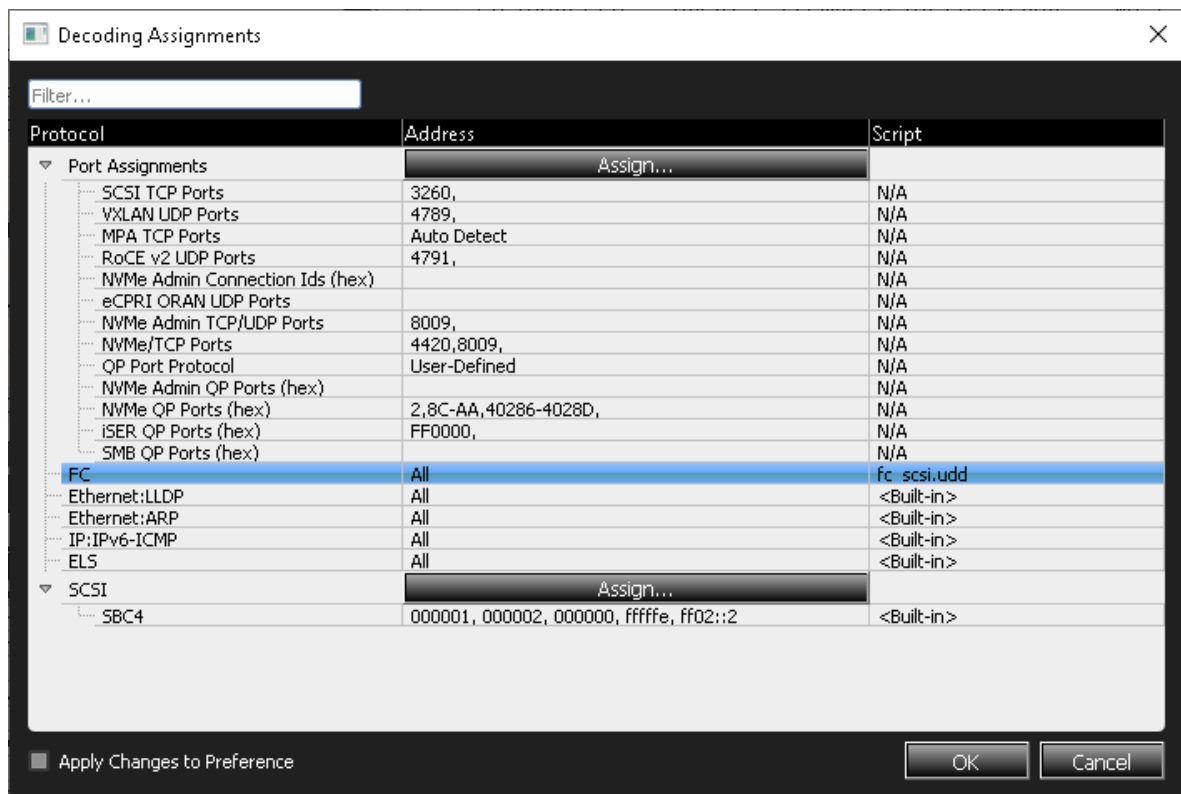 Decoding Assignments
Filter...
Protocol Address Script
Port Assignments Assign...
SCSI TCP Ports 3260, N/A
VXLAN UDP Ports 4789, N/A
MPA TCP Ports Auto Detect N/A
RoCE v2 UDP Ports 4791, N/A
NVMe Admin Connection Ids (hex) N/A
eCPRI ORAN UDP Ports N/A
NVMe Admin TCP/UDP Ports 8009, N/A
NVMe/TCP Ports 4420,8009, N/A
QP Port Protocol User-Defined N/A
NVMe Admin QP Ports (hex) N/A
NVMe QP Ports (hex) 2,8C-AA,40286-4028D, N/A
iSER QP Ports (hex) FF0000, N/A
SMB QP Ports (hex) N/A
FC All fc_scsi.udd
Ethernet:LLDP All <Built-in>
Ethernet:ARP All <Built-in>
IP:IPv6-ICMP All <Built-in>
ELS All <Built-in>
SCSI Assign...
SBC4 000001, 000002, 000000, fffffe, ff02::2 <Built-in>
Apply Changes to Preference OK Cancel